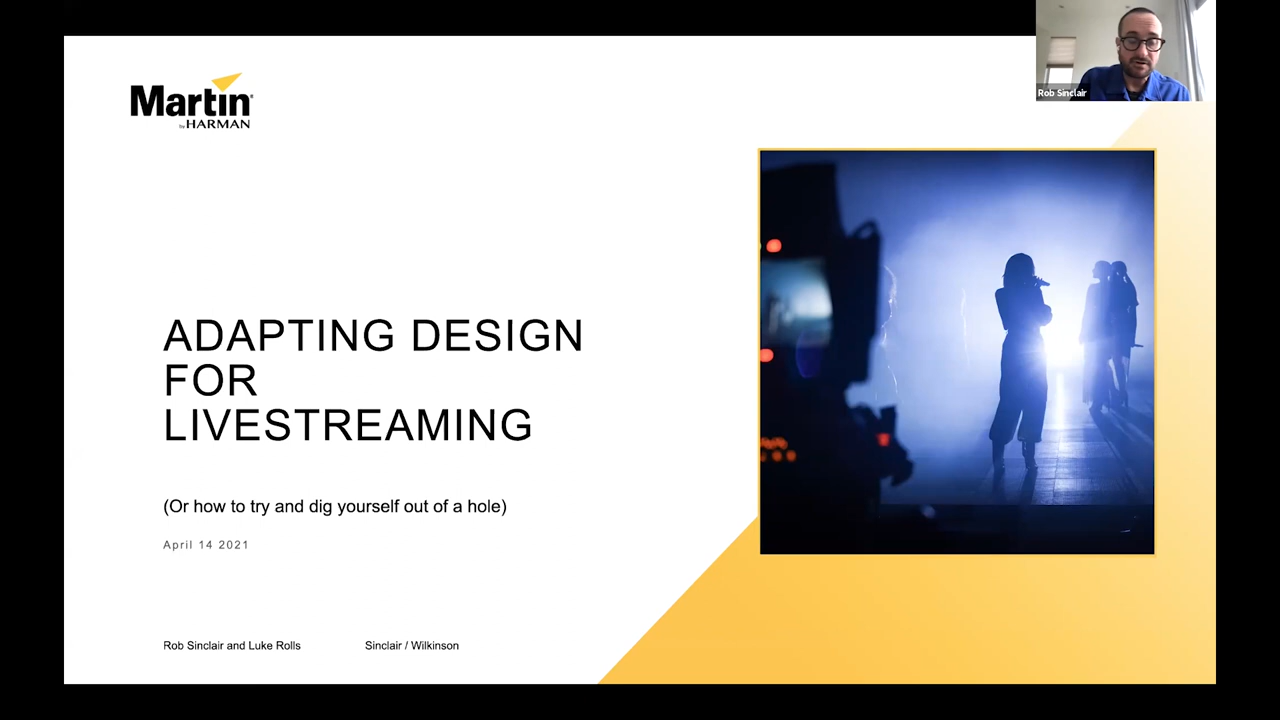 Martin
by HARMAN
Rob Sinclair
ADAPTING DESIGN
FOR
LIVESTREAMING
(Or how to try and dig yourself out of a hole)
April 14 2021
Rob Sinclair and Luke Rolls
Sinclair / Wilkinson